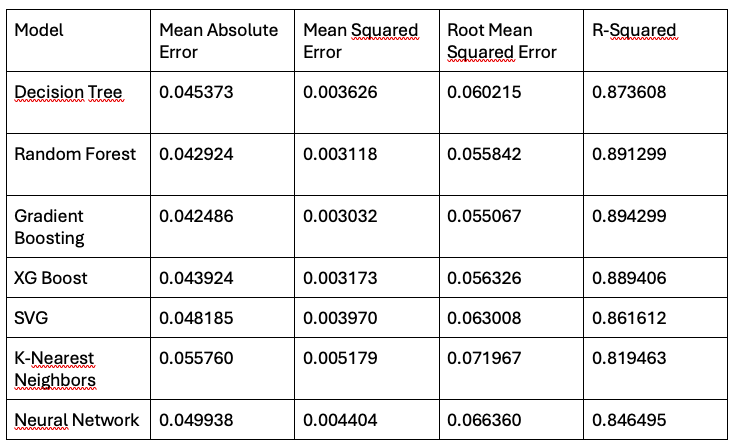 Model Mean Absolute Error Mean Squared Error Root Mean Squared Error R-Squared
Decision Tree 0.045373 0.003626 0.060215 0.873608
Random Forest 0.042924 0.003118 0.055842 0.891299
Gradient Boosting 0.042486 0.003032 0.055067 0.894299
XG Boost 0.043924 0.003173 0.056326 0.889406
SVG 0.048185 0.003970 0.063008 0.861612
K-Nearest Neighbors 0.055760 0.005179 0.071967 0.819463
Neural Network 0.049938 0.004404 0.066360 0.846495